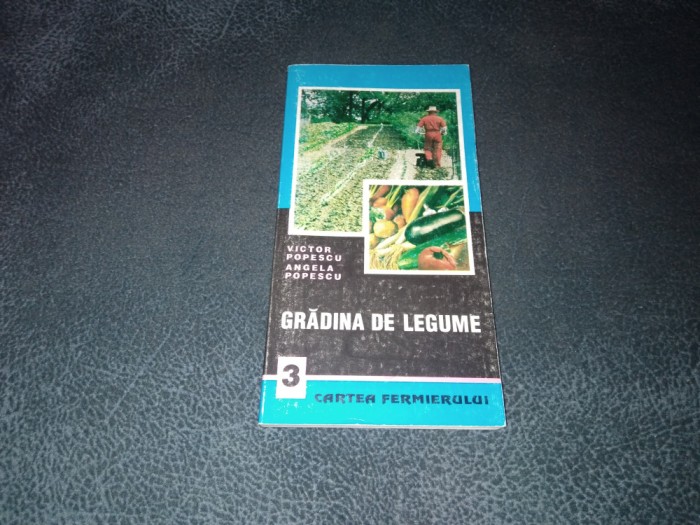 VICTOR
POPESCU
ANGELA
POPESCU
GRĂDINA DE LEGUME
3
CARTEA FERMIERULUI